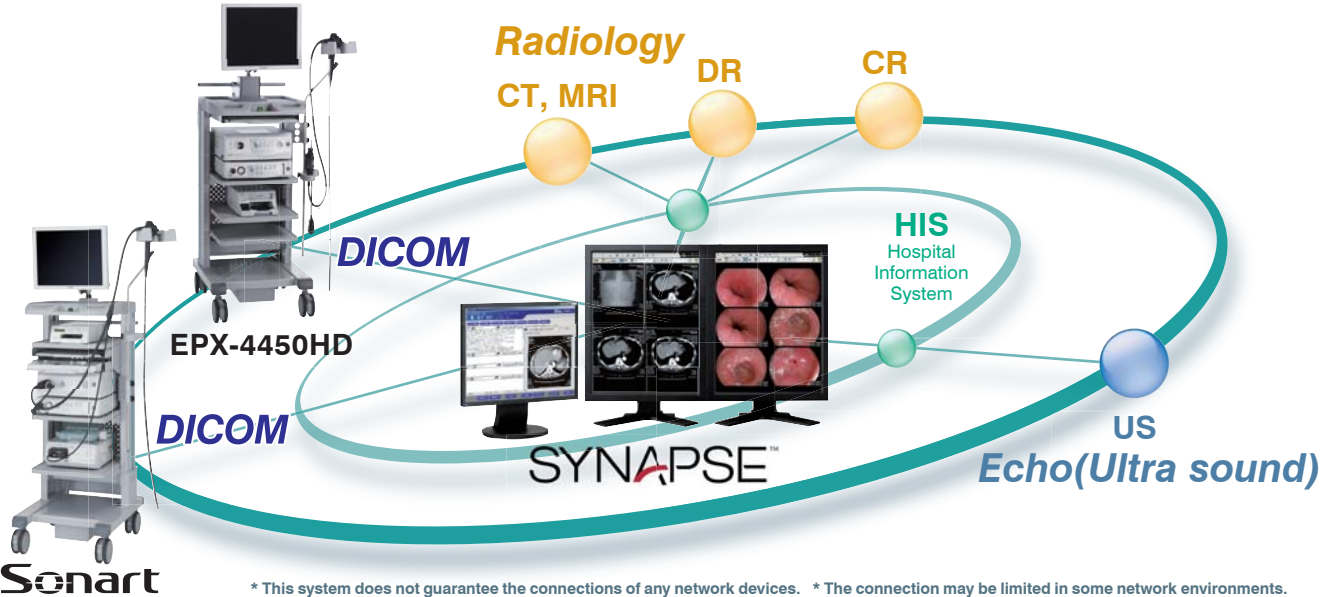 Radiology
CT, MRI
DR
CR
DICOM
HIS
Hospital
Information
System
EPX-4450HD
DICOM
SYNAPSE™
US
Echo(Ultra sound)
Sonart
* This system does not guarantee the connections of any network devices. * The connection may be limited in some network environments.